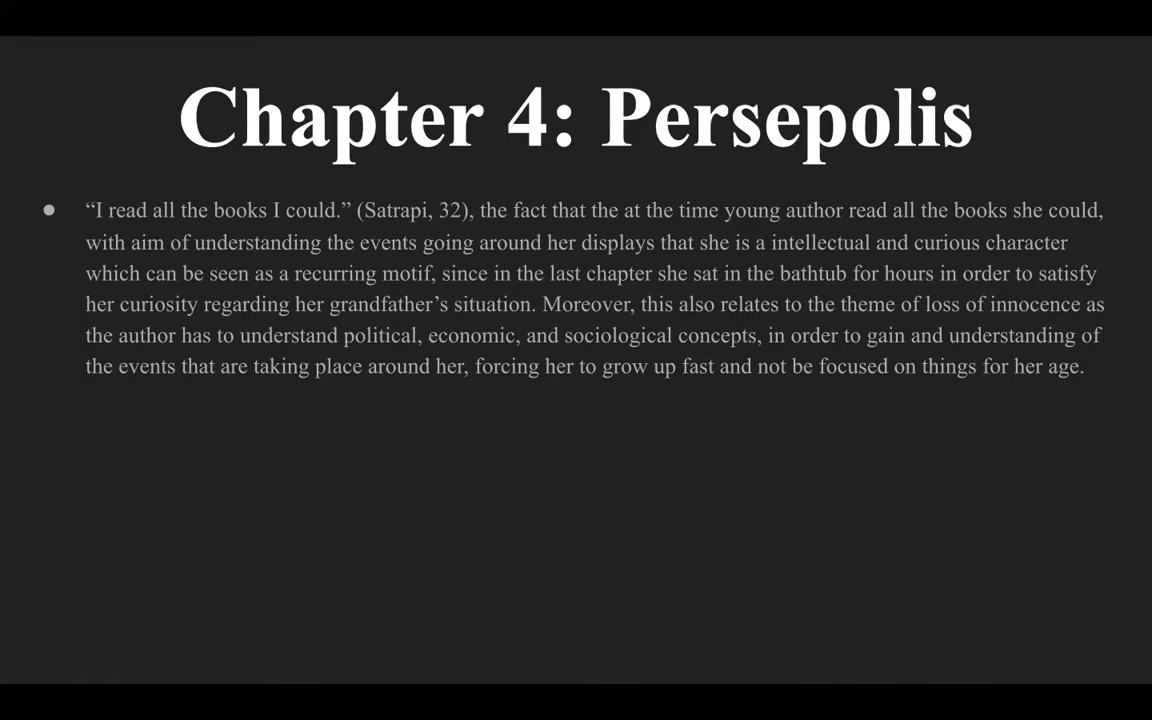 Chapter 4: Persepolis
● “I read all the books I could.” (Satrapi, 32), the fact that the at the time young author read all the books she could,
with aim of understanding the events going around her displays that she is a intellectual and curious character
which can be seen as a recurring motif, since in the last chapter she sat in the bathtub for hours in order to satisfy
her curiosity regarding her grandfather’s situation. Moreover, this also relates to the theme of loss of innocence as
the author has to understand political, economic, and sociological concepts, in order to gain and understanding of
the events that are taking place around her, forcing her to grow up fast and not be focused on things for her age.